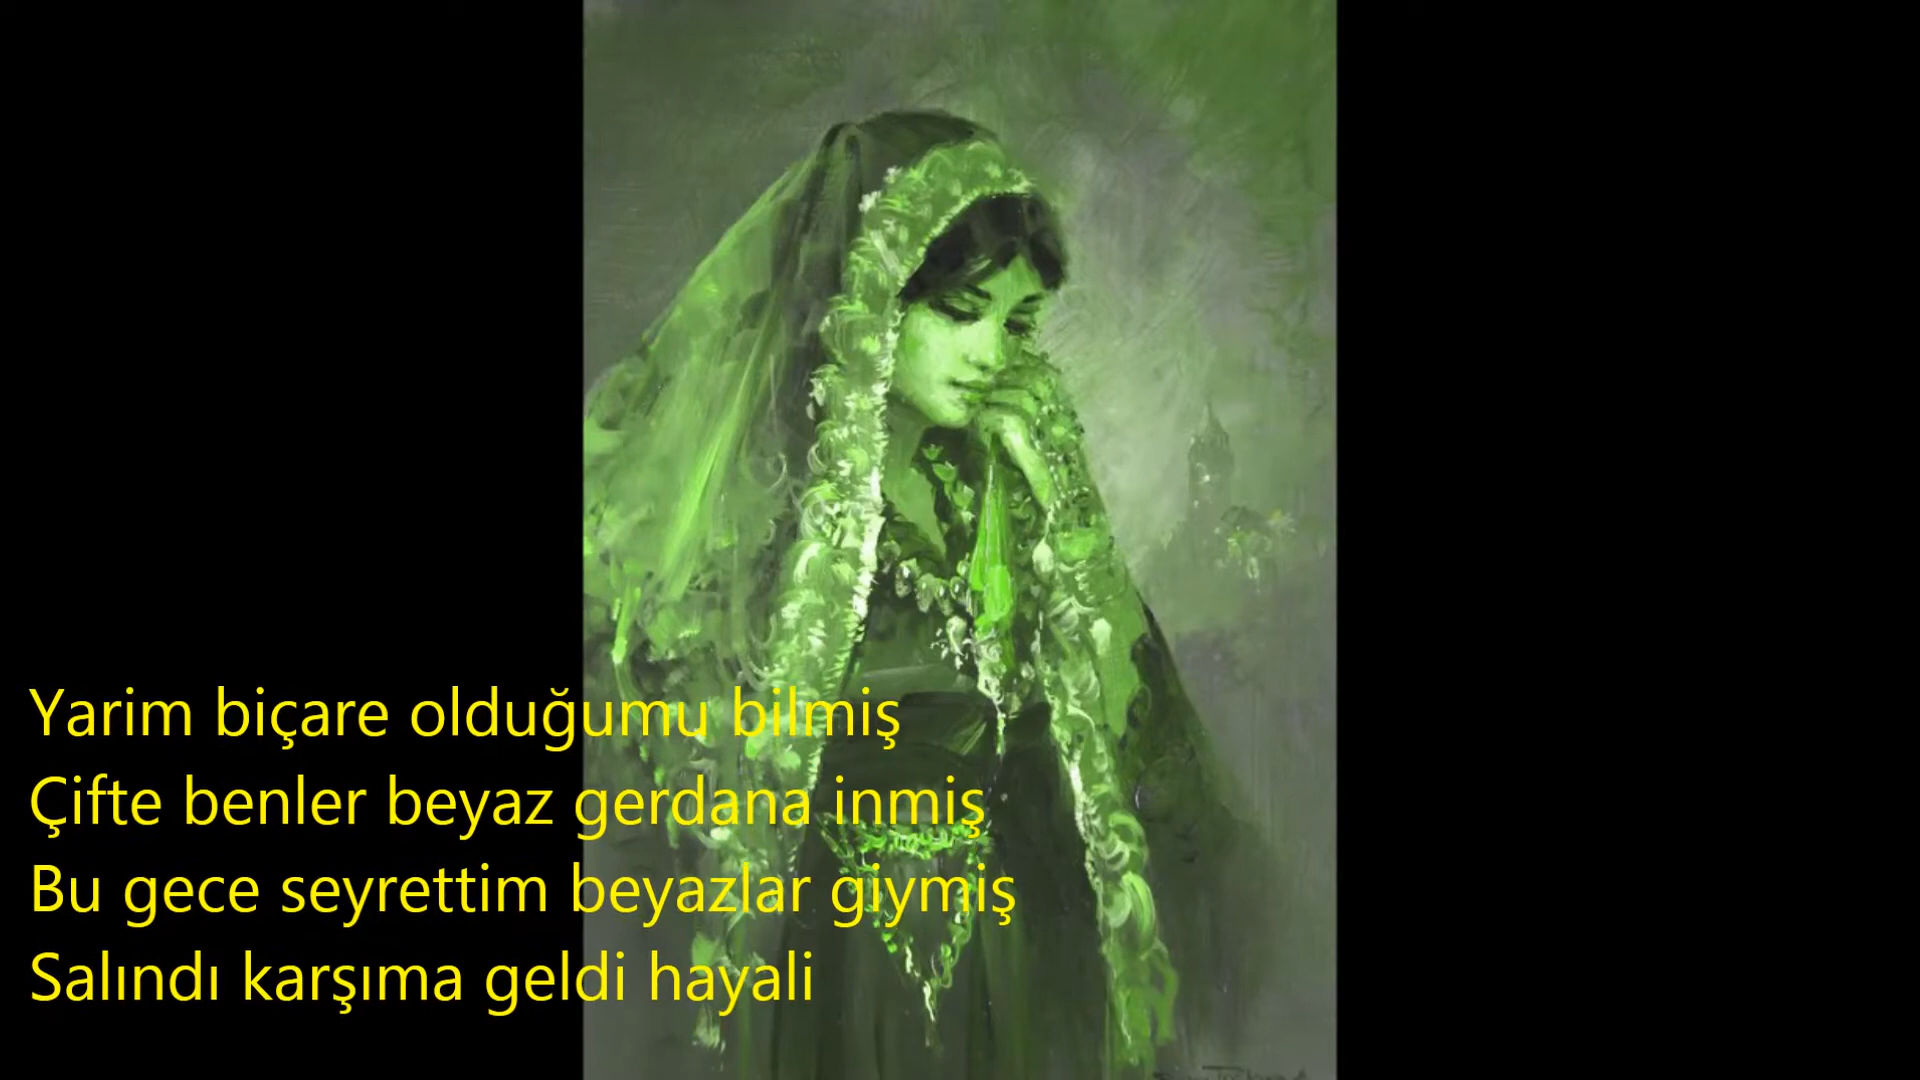 Yarim biçare olduğumu bilmiş
Çifte benler beyaz gerdana inmiş
Bu gece seyrettim beyazlar giymiş
Salındı karşıma geldi hayali